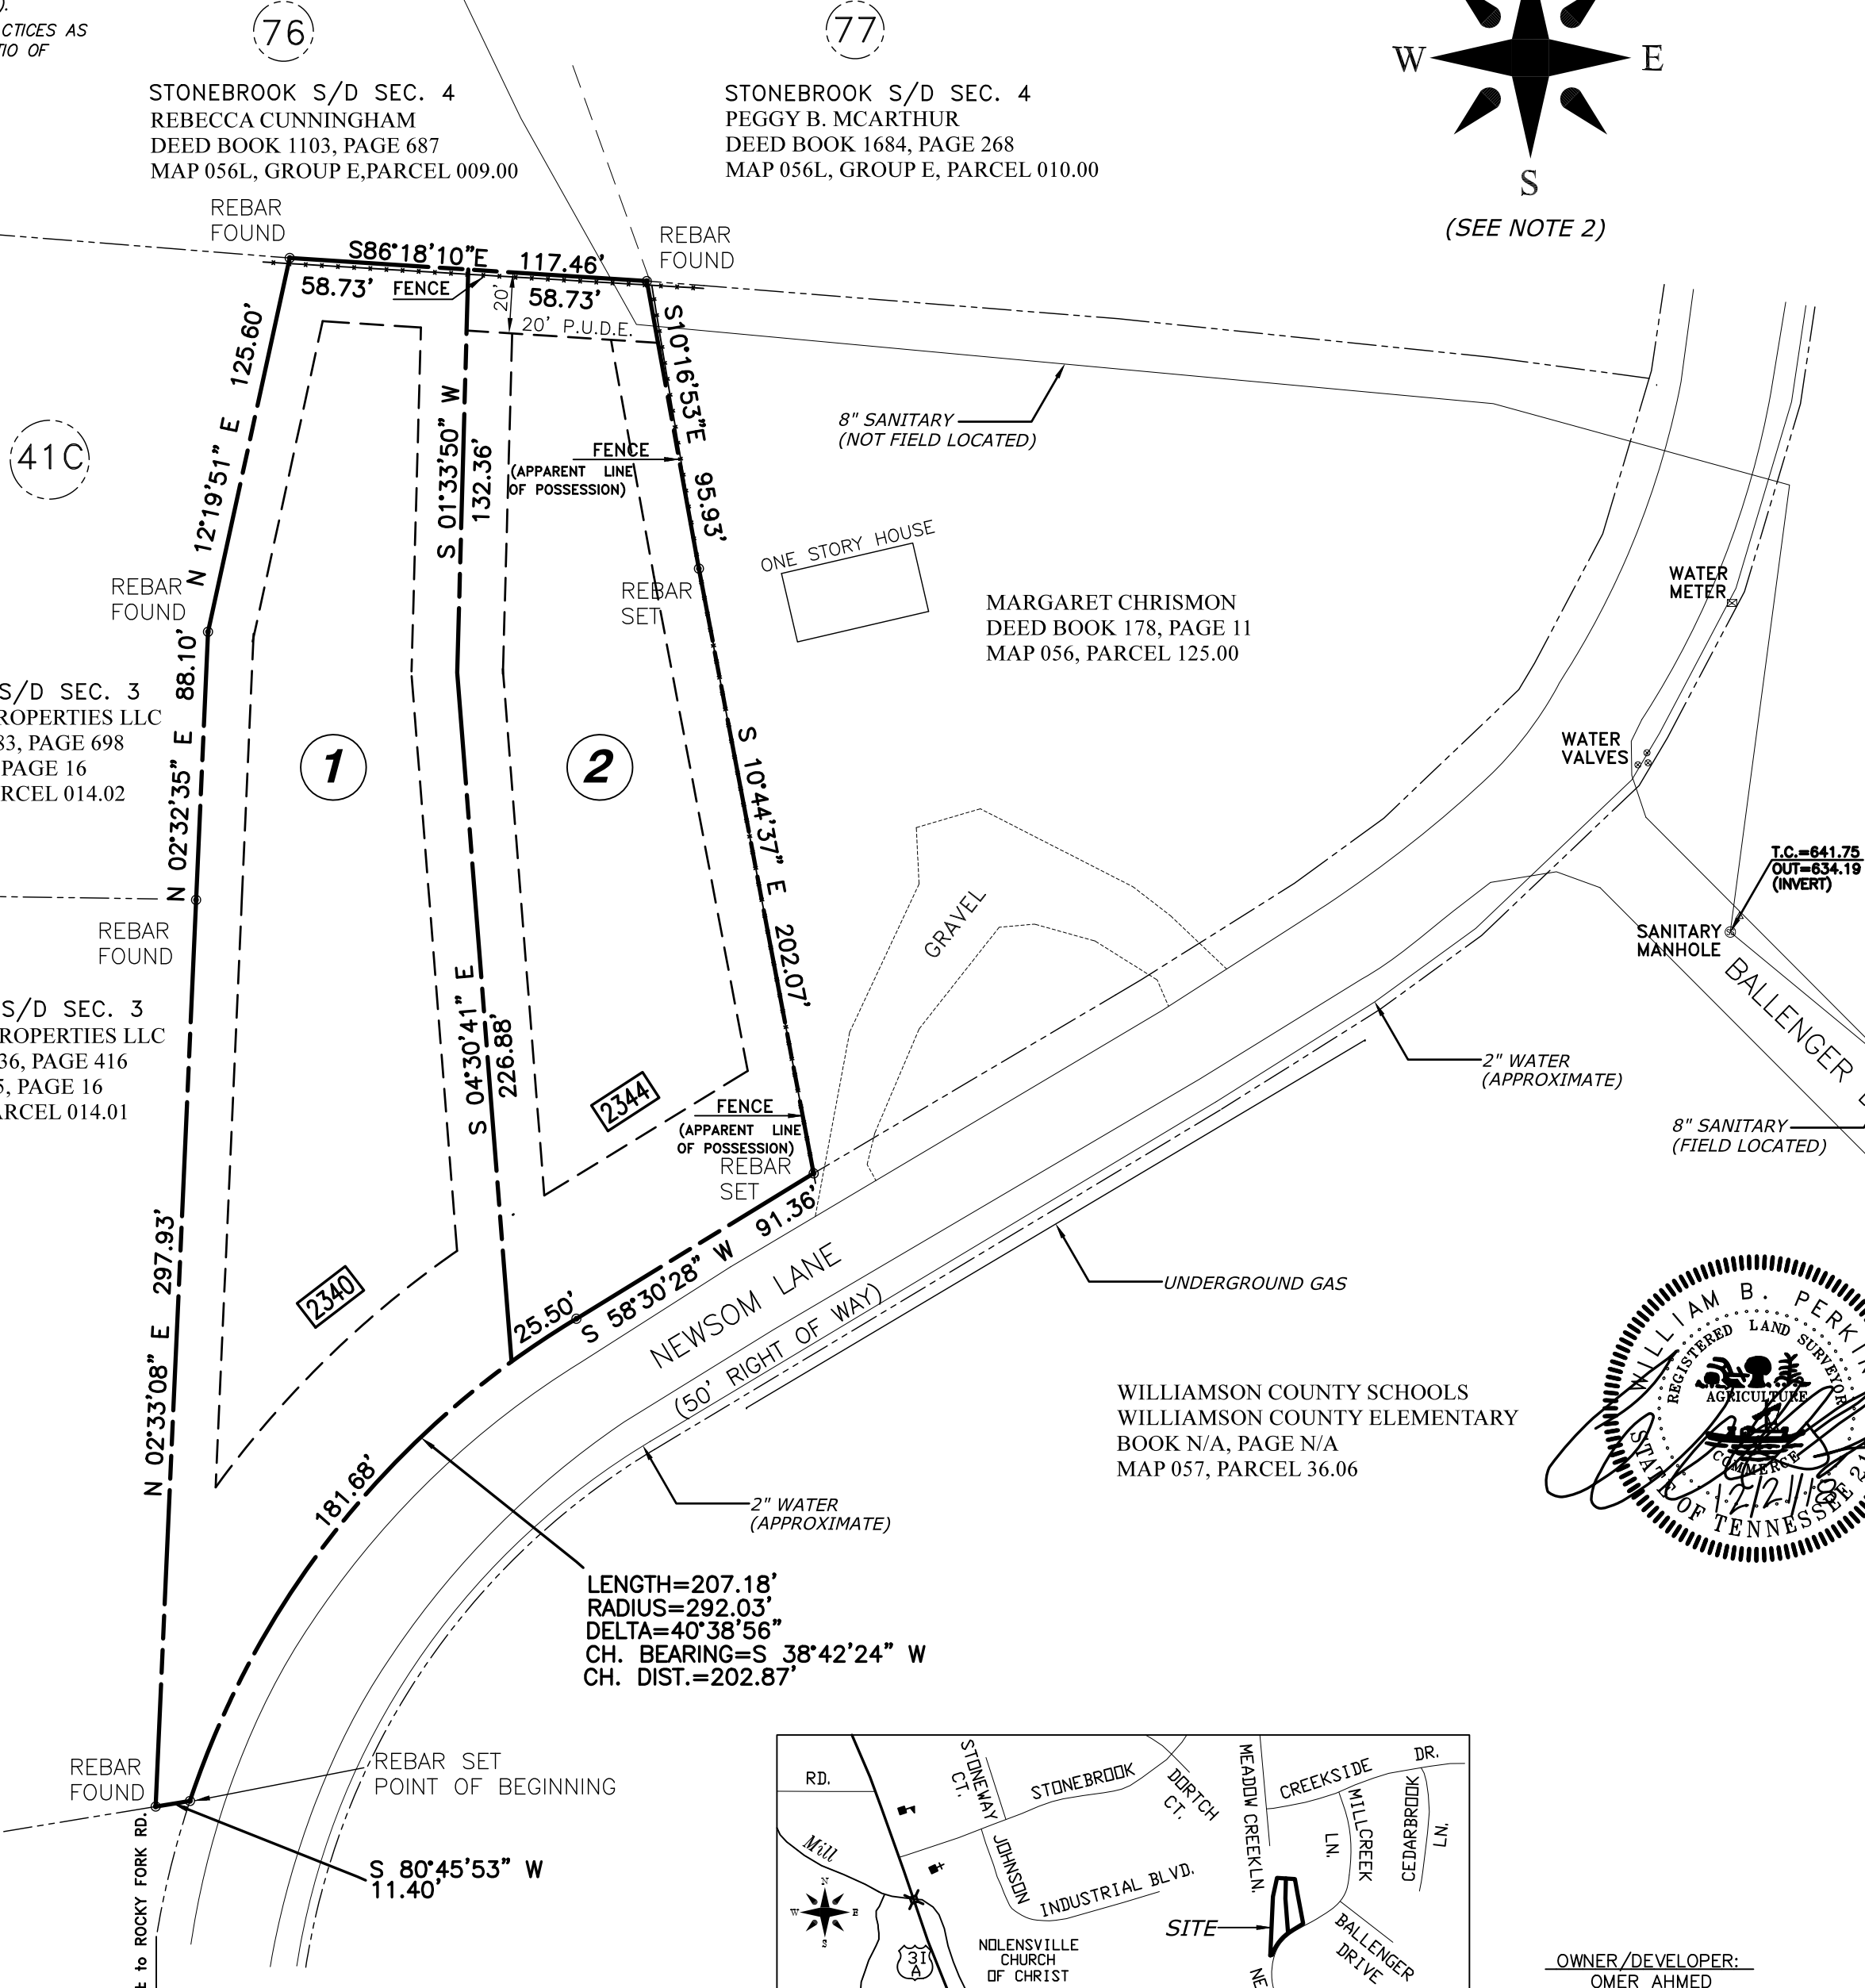 ).
CTICES AS
TIO OF
76
77
STONEBROOK S/D SEC. 4
REBECCA CUNNINGHAM
DEED BOOK 1103, PAGE 687
MAP 056L, GROUP E,PARCEL 009.00
STONEBROOK S/D SEC. 4
PEGGY B. MCARTHUR
DEED BOOK 1684, PAGE 268
MAP 056L, GROUP E, PARCEL 010.00
W
E
S
(SEE NOTE 2)
REBAR
FOUND
REBAR
FOUND
S86°18'10"E
117.46'
58.73'
FENCE
20'
58.73'
20' P.U.D.E.
125.60'
N 12°19'51" E
S 01°33'50" W
132.36'
S10°16'53"E
95.93'
FENCE
(APPARENT LINE
OF POSSESSION)
8" SANITARY
(NOT FIELD LOCATED)
41C
REBAR
FOUND
REBAR
SET
ONE STORY HOUSE
MARGARET CHRISMON
DEED BOOK 178, PAGE 11
MAP 056, PARCEL 125.00
WATER
METER
WATER
VALVES
S/D SEC. 3
ROPERTIES LLC
83, PAGE 698
PAGE 16
RCEL 014.02
N 02°32'35" E 88.10'
1
2
S 10°44'37" E 202.07'
GRAVEL
T.C.=641.75
OUT=634.19
(INVERT)
SANITARY
MANHOLE
BALLENGER
REBAR
FOUND
S/D SEC. 3
ROPERTIES LLC
36, PAGE 416
5, PAGE 16
ARCEL 014.01
S 04°30'41" E
226.88'
2344
FENCE
(APPARENT LINE
OF POSSESSION)
REBAR
SET
2" WATER
(APPROXIMATE)
8" SANITARY
(FIELD LOCATED)
N 02°33'08" E 297.93'
2340
25.50'
S 58°30'28" W 91.36'
NEWSOM LANE
(50' RIGHT OF WAY)
UNDERGROUND GAS
WILLIAMSON COUNTY SCHOOLS
WILLIAMSON COUNTY ELEMENTARY
BOOK N/A, PAGE N/A
MAP 057, PARCEL 36.06
WILLIAM B. PERKIN
REGISTERED LAND SURVEYOR
AGRICULTURE
COMMERCE
STATE OF TENNESSEE
181.68'
2" WATER
(APPROXIMATE)
LENGTH=207.18'
RADIUS=292.03'
DELTA=40°38'56"
CH. BEARING=S 38°42'24" W
CH. DIST.=202.87'
REBAR
FOUND
REBAR SET
POINT OF BEGINNING
S 80°45'53" W
11.40'
to ROCKY FORK RD.
RD.
STONEWAY
CT.
STONEBROOK
DORTCH
CT.
MEADOW CREEK LN.
CREEKSIDE
DR.
MILLCREEK
LN.
CEDARBROOK
LN.
Mill
JOHNSON
INDUSTRIAL BLVD.
N
W
E
S
31
A
NOLENSVILLE
CHURCH
OF CHRIST
SITE
BALLENGER
DRIVE
NE
OWNER/DEVELOPER:
OMER AHMED